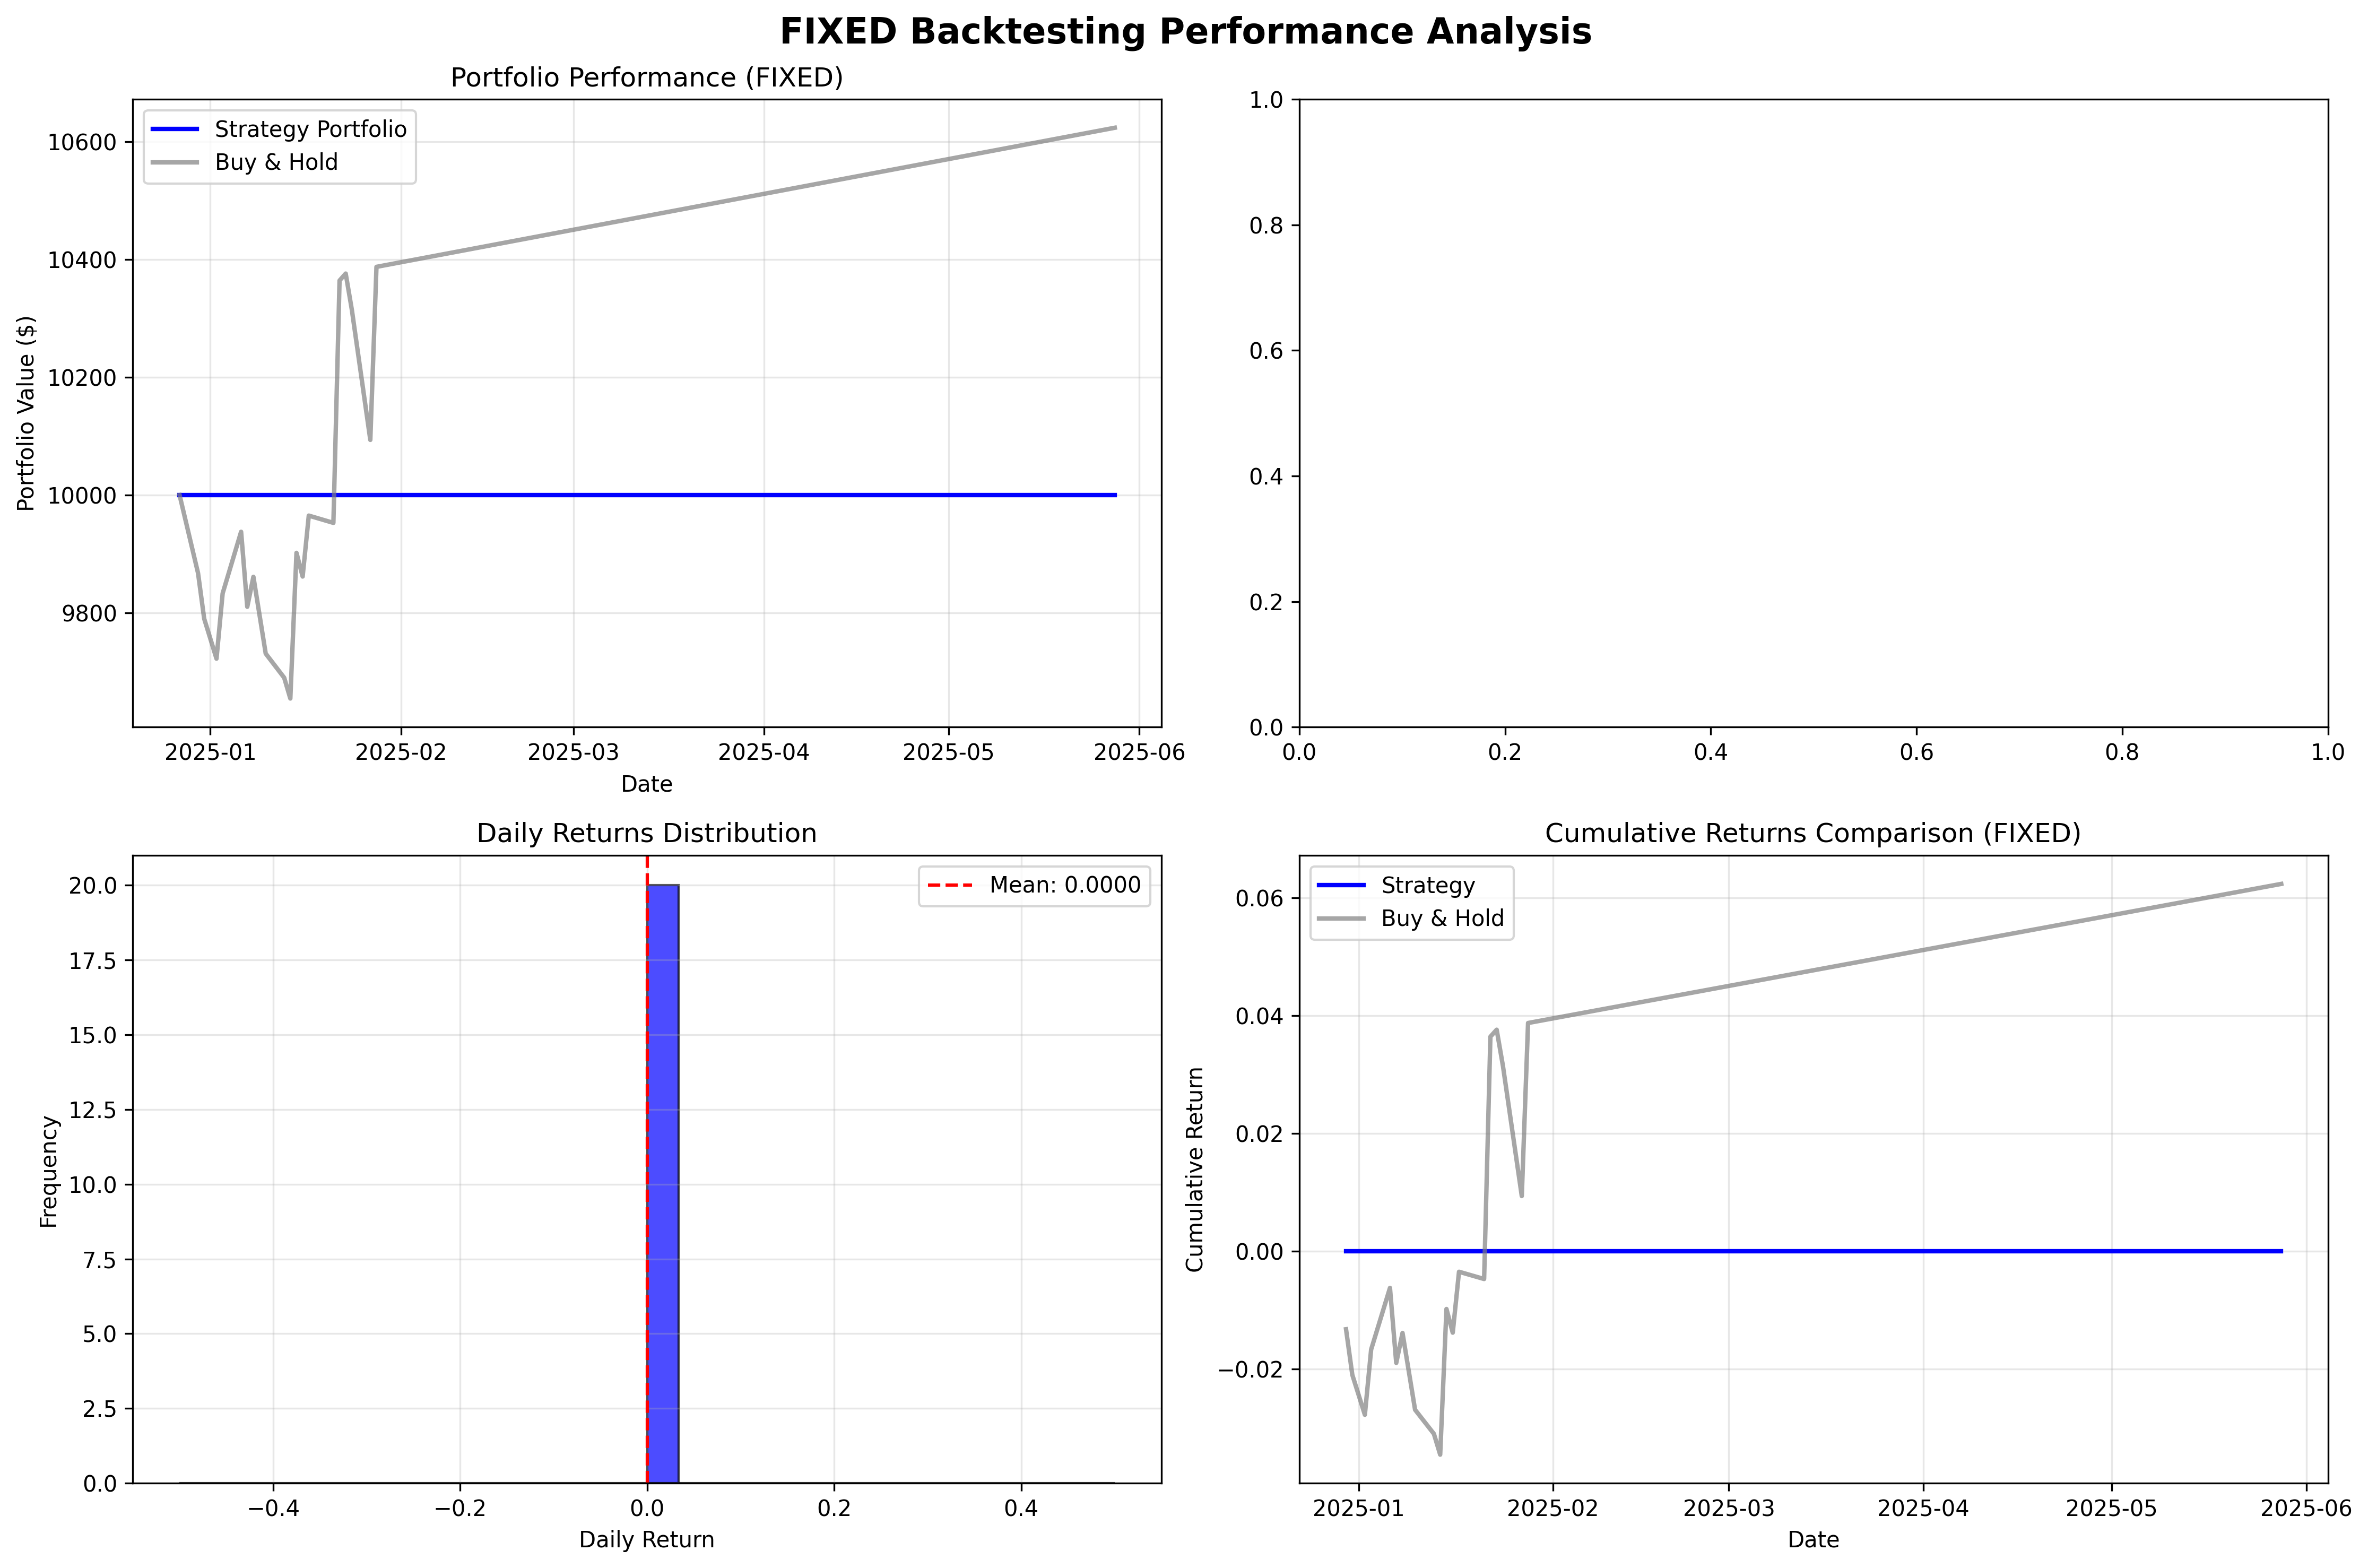 FIXED Backtesting Performance Analysis
Portfolio Performance (FIXED)
Strategy Portfolio
Buy & Hold
Portfolio Value ($)
10600
10400
10200
10000
9800
2025-01 2025-02 2025-03 2025-04 2025-05 2025-06
Date
1.0
0.8
0.6
0.4
0.2
0.0
0.0 0.2 0.4 0.6 0.8 1.0
Daily Returns Distribution
Mean: 0.0000
Frequency
20.0
17.5
15.0
12.5
10.0
7.5
5.0
2.5
0.0
−0.4 −0.2 0.0 0.2 0.4
Daily Return
Cumulative Returns Comparison (FIXED)
Strategy
Buy & Hold
Cumulative Return
0.06
0.04
0.02
0.00
−0.02
2025-01 2025-02 2025-03 2025-04 2025-05 2025-06
Date